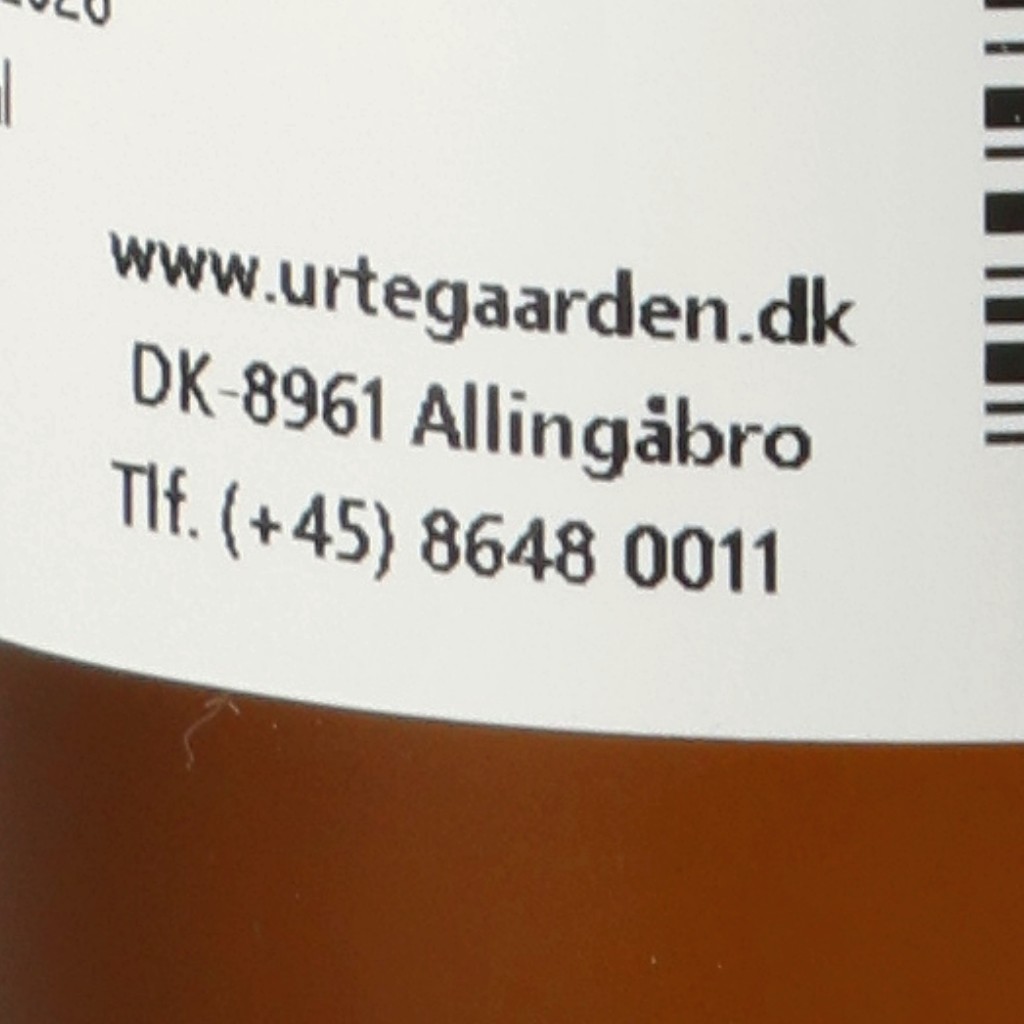 www.urtegaarden.dk
DK-8961 Allingåbro
Tlf. (+45) 8648 0011